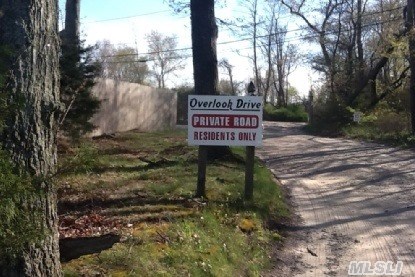 Overlook Drive
PRIVATE ROAD
RESIDENTS ONLY
MLSLI